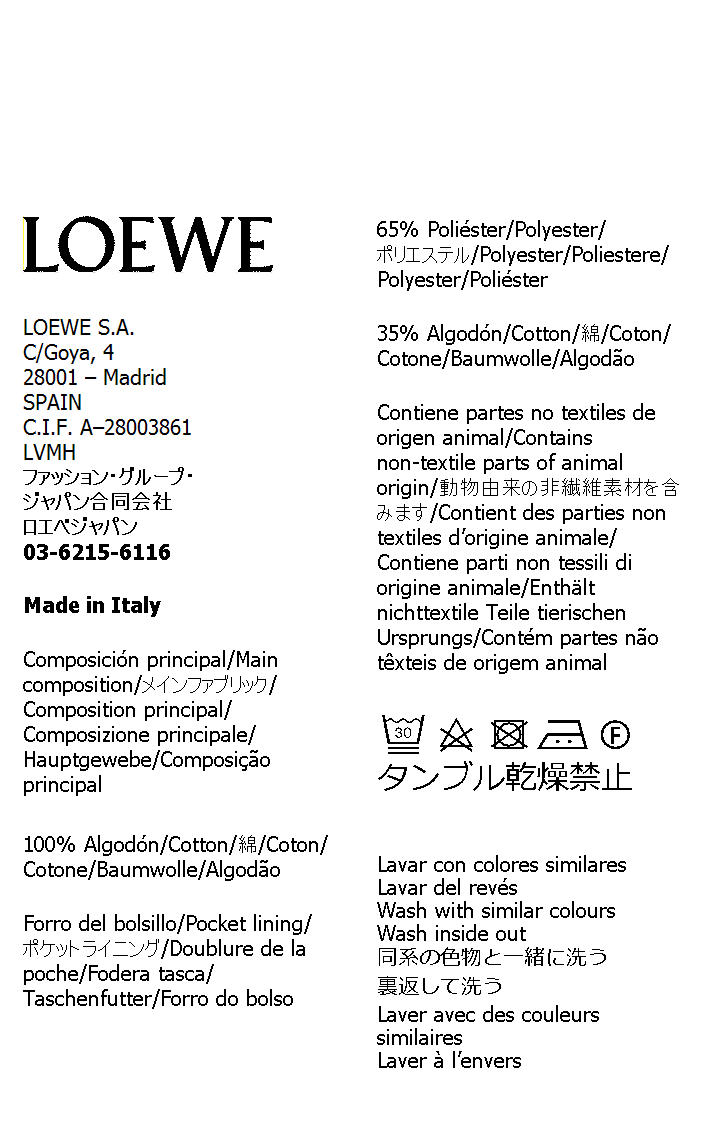 LOEWE
LOEWE S.A.
C/Goya, 4
28001 – Madrid
SPAIN
C.I.F. A–28003861
LVMH
ファッション・グループ・
ジャパン合同会社
ロエベジャパン
03-6215-6116
Made in Italy
Composición principal/Main
composition/メインファブリック/
Composition principal/
Composizione principale/
Hauptgewebe/Composição
principal
100% Algodón/Cotton/綿/Coton/
Cotone/Baumwolle/Algodão
Forro del bolsillo/Pocket lining/
ポケットライニング/Doublure de la
poche/Fodera tasca/
Taschenfutter/Forro do bolso
65% Poliéster/Polyester/
ポリエステル/Polyester/Poliestere/
Polyester/Poliéster
35% Algodón/Cotton/綿/Coton/
Cotone/Baumwolle/Algodão
Contiene partes no textiles de
origen animal/Contains
non-textile parts of animal
origin/動物由来の非繊維素材を含
みます/Contient des parties non
textiles d’origine animale/
Contiene parti non tessili di
origine animale/Enthält
nichttextile Teile tierischen
Ursprungs/Contém partes não
têxteis de origem animal
30 F
タンブル乾燥禁止
Lavar con colores similares
Lavar del revés
Wash with similar colours
Wash inside out
同系の色物と一緒に洗う
裏返して洗う
Laver avec des couleurs
similaires
Laver à l’envers